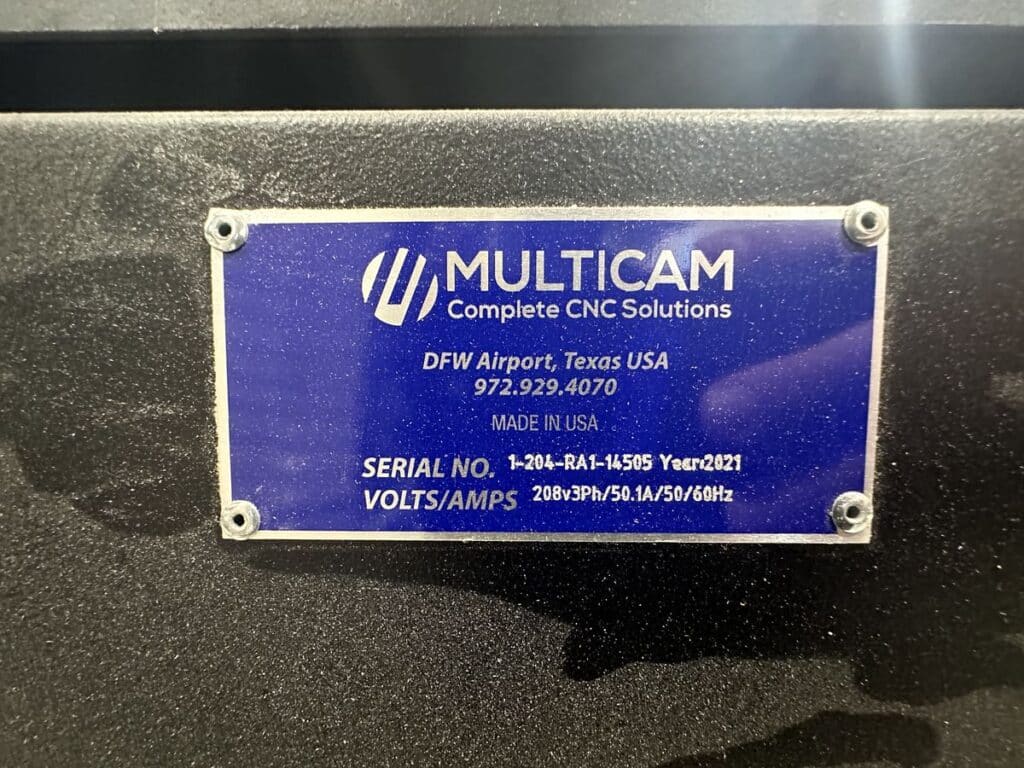 MULTICAM
Complete CNC Solutions
DFW Airport, Texas USA
972.929.4070
MADE IN USA
SERIAL NO. 1-204-RA1-14505 Year:2021
VOLTS/AMPS 208v3Ph/50.1A/50/60Hz